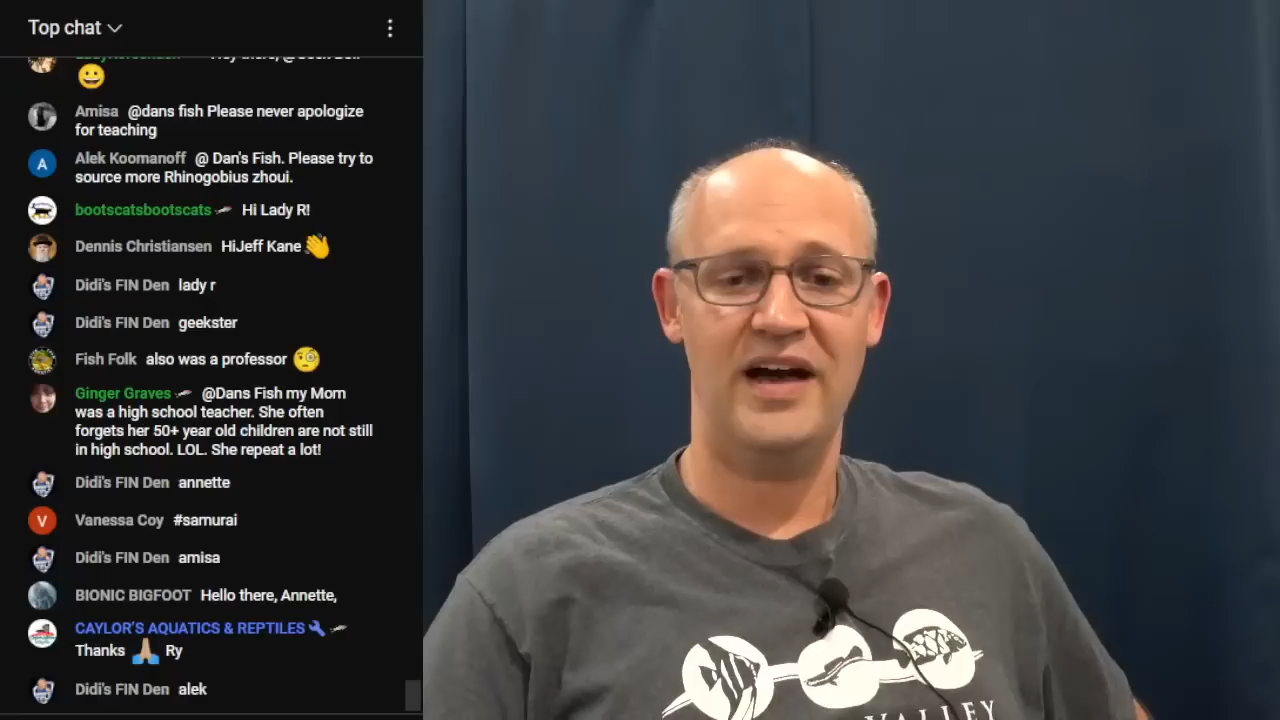 Top chat
Hey there, @Geek Ler
Amisa @dans fish Please never apologize
for teaching
Alek Koomanoff @ Dan's Fish. Please try to
source more Rhinogobius zhoui.
bootscatsbootscats Hi Lady R!
Dennis Christiansen HiJeff Kane
Didi's FIN Den lady r
Didi's FIN Den geekster
Fish Folk also was a professor
Ginger Graves @Dans Fish my Mom
was a high school teacher. She often
forgets her 50+ year old children are not still
in high school. LOL. She repeat a lot!
Didi's FIN Den annette
Vanessa Coy #samurai
Didi's FIN Den amisa
BIONIC BIGFOOT Hello there, Annette,
CAYLOR'S AQUATICS & REPTILES
Thanks Ry
Didi's FIN Den alek
VALLEY